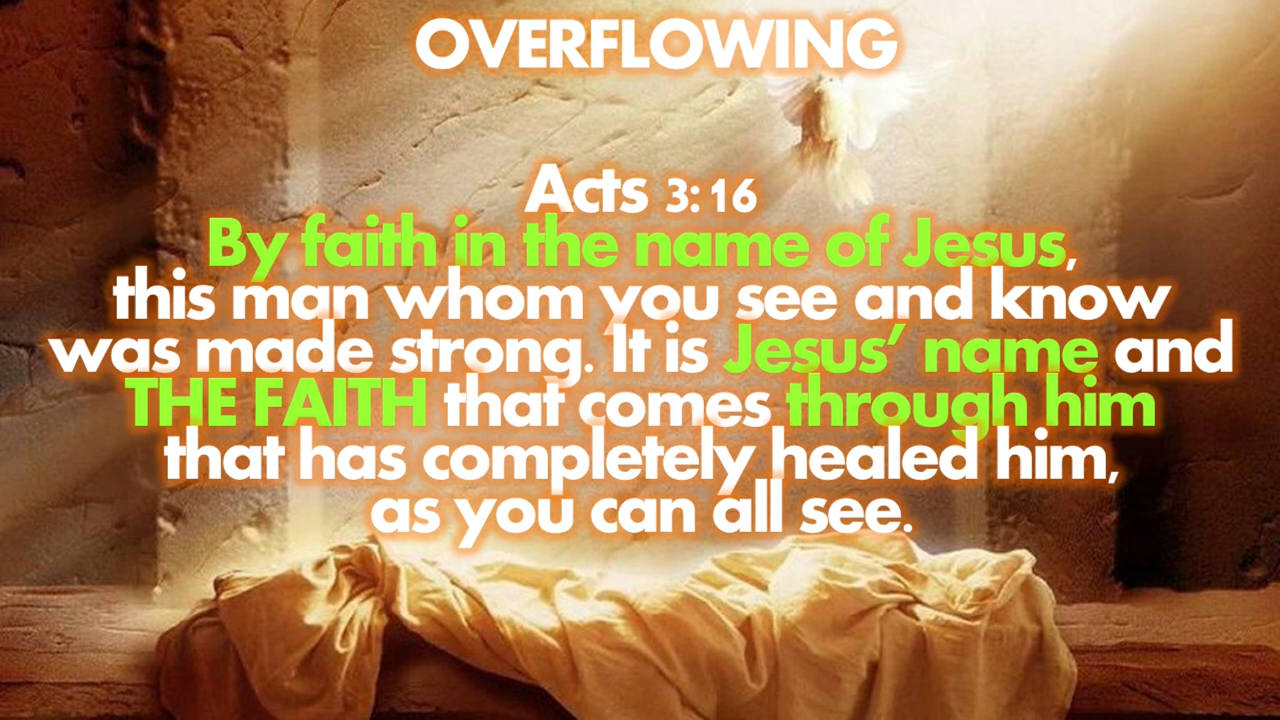 OVERFLOWING
Acts 3:16
By faith in the name of Jesus,
this man whom you see and know
was made strong. It is Jesus’ name and
THE FAITH that comes through him
that has completely healed him,
as you can all see.